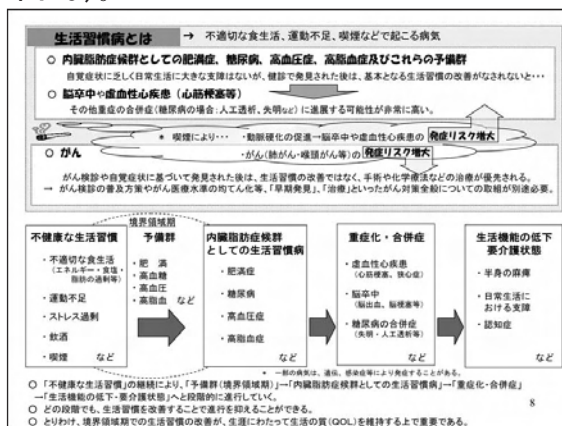 生活習慣病とは → 不適切な食生活、運動不足、喫煙などで起こる病気
○ 内臓脂肪症候群としての肥満症、糖尿病、高血圧症、高脂血症及びこれらの予備群
自覚症状に乏しく日常生活に大きな支障はないが、健診で発見された後は、基本となる生活習慣の改善がなされないと・・・
○ 脳卒中や虚血性心疾患(心筋梗塞等)
その他重症の合併症(糖尿病の場合:人工透析、失明など)に進展する可能性が非常に高い。
* 喫煙により・・・ ・動脈硬化の促進→脳卒中や虚血性心疾患の発症リスク増大
・がん(肺がん・喉頭がん等)の発症リスク増大
○ がん
がん検診や自覚症状に基づいて発見された後は、生活習慣の改善ではなく、手術や化学療法などの治療が優先される。
→ がん検診の普及方策やがん医療水準の均てん化等、「早期発見」、「治療」といったがん対策全般についての取組が別途必要。
境界領域期
不健康な生活習慣
・不適切な食生活
(エネルギー・食塩・
脂肪の過剰等)
・運動不足
・ストレス過剰
・飲酒
・喫煙
など
予備群
・肥 満
・高血糖
・高血圧
・高脂血 など
内臓脂肪症候群
としての生活習慣病
・肥満症
・糖尿病
・高血圧症
・高脂血症
など
重症化・合併症
・虚血性心疾患
(心筋梗塞、狭心症)
・脳卒中
(脳出血、脳梗塞等)
・糖尿病の合併症
(失明・人工透析等)
など
生活機能の低下
要介護状態
・半身の麻痺
・日常生活に
おける支障
・認知症
など
* 一部の病気は、遺伝、感染症等により発症することがある。
○ 「不健康な生活習慣」の継続により、「予備群(境界領域期)」→「内臓脂肪症候群としての生活習慣病」→「重症化・合併症」
→「生活機能の低下・要介護状態」へと段階的に進行していく。
○ どの段階でも、生活習慣を改善することで進行を抑えることができる。
○ とりわけ、境界領域期での生活習慣の改善が、生涯にわたって生活の質(QOL)を維持する上で重要である。
8